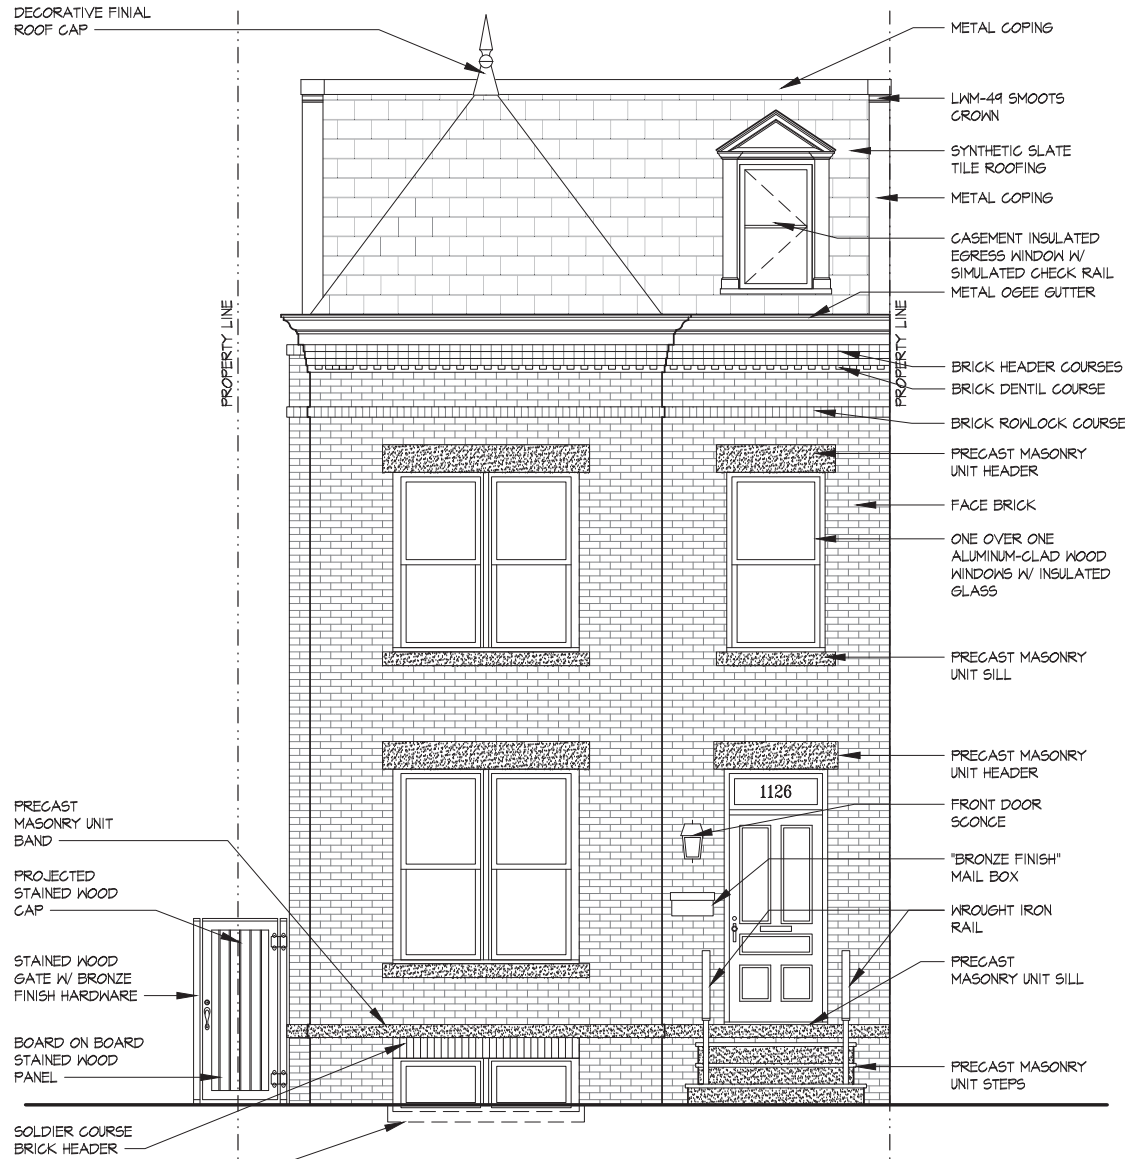 DECORATIVE FINIAL
ROOF CAP
METAL COPING
LWM-49 SMOOTS
CROWN
SYNTHETIC SLATE
TILE ROOFING
METAL COPING
CASEMENT INSULATED
EGRESS WINDOW W/
SIMULATED CHECK RAIL
METAL OGEE GUTTER
PROPERTY LINE
PROPERTY LINE
BRICK HEADER COURSES
BRICK DENTIL COURSE
BRICK ROWLOCK COURSE
PRECAST MASONRY
UNIT HEADER
FACE BRICK
ONE OVER ONE
ALUMINUM-CLAD WOOD
WINDOWS W/ INSULATED
GLASS
PRECAST MASONRY
UNIT SILL
PRECAST MASONRY
UNIT HEADER
1126
FRONT DOOR
SCONCE
"BRONZE FINISH"
MAIL BOX
WROUGHT IRON
RAIL
PRECAST
MASONRY UNIT SILL
PRECAST MASONRY
UNIT STEPS
PRECAST
MASONRY UNIT
BAND
PROJECTED
STAINED WOOD
CAP
STAINED WOOD
GATE W/ BRONZE
FINISH HARDWARE
BOARD ON BOARD
STAINED WOOD
PANEL
SOLDIER COURSE
BRICK HEADER